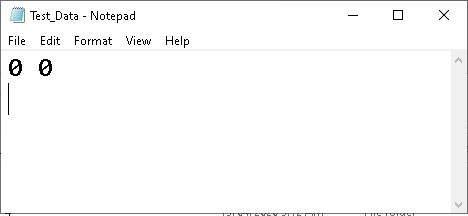 Test_Data - Notepad
File Edit Format View Help
0 0